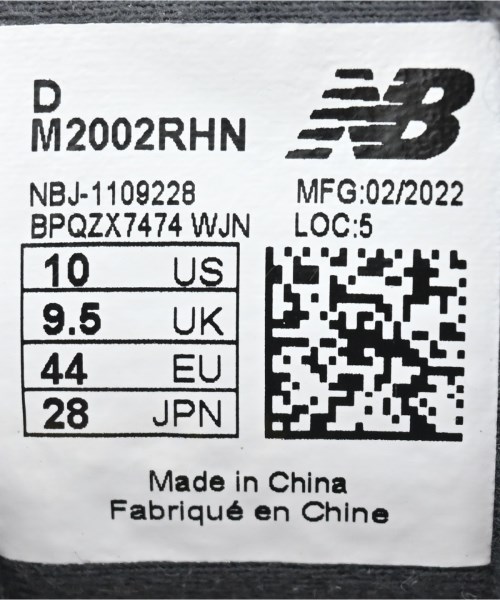 D
M2002RHN
NB
NBJ-1109228
MFG:02/2022
BPQZX7474 WJN
LOC:5
10 US
9.5 UK
44 EU
28 JPN
Made in China
Fabriqué en Chine